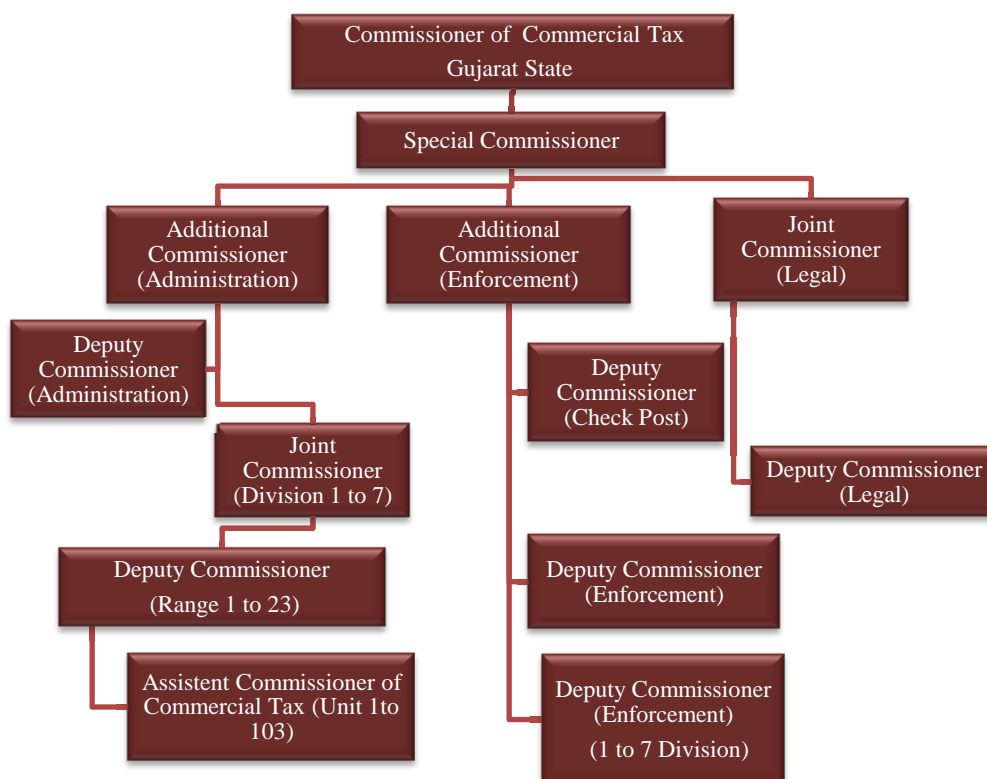 Commissioner of Commercial Tax
Gujarat State
Special Commissioner
Additional
Commissioner
(Administration)
Additional
Commissioner
(Enforcement)
Joint
Commissioner
(Legal)
Deputy
Commissioner
(Administration)
Deputy
Commissioner
(Check Post)
Joint
Commissioner
(Division 1 to 7)
Deputy Commissioner
(Legal)
Deputy Commissioner
(Range 1 to 23)
Deputy Commissioner
(Enforcement)
Assistent Commissioner of
Commercial Tax (Unit 1to
103)
Deputy Commissioner
(Enforcement)
(1 to 7 Division)